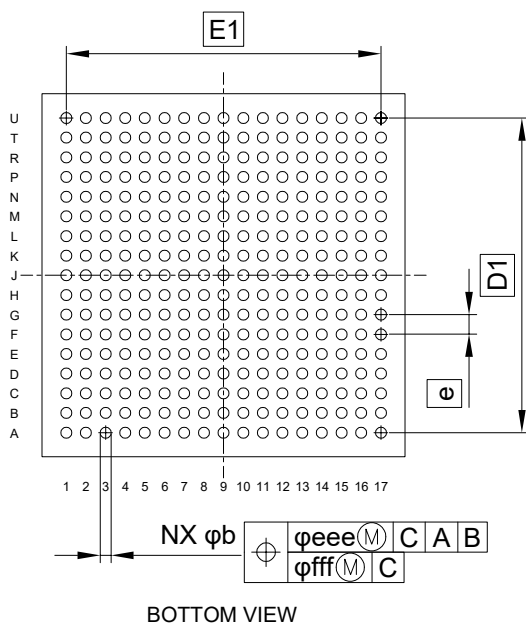 E1
U
T
R
P
N
M
L
K
J
H
G
F
E
D
C
B
A
D1
e
1 2 3 4 5 6 7 8 9 10 11 12 13 14 15 16 17
NX φb
φeee Ⓜ C A B
φfff Ⓜ C
BOTTOM VIEW